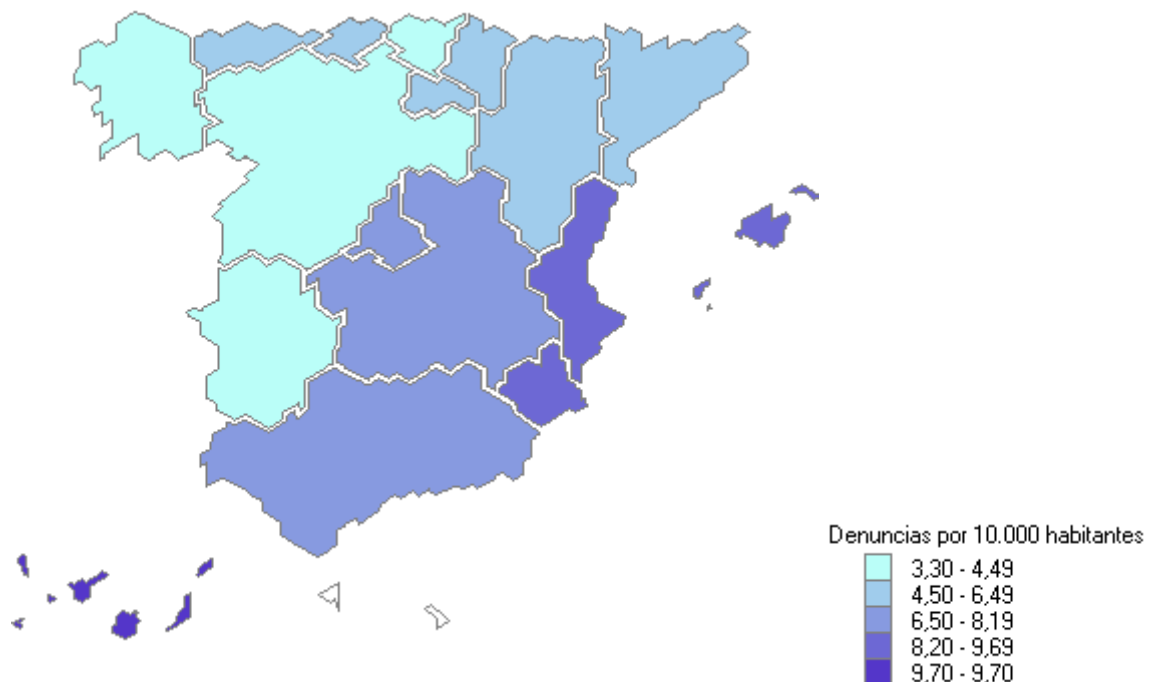 Denuncias por 10.000 habitantes
3,30 - 4,49
4,50 - 6,49
6,50 - 8,19
8,20 - 9,69
9,70 - 9,70